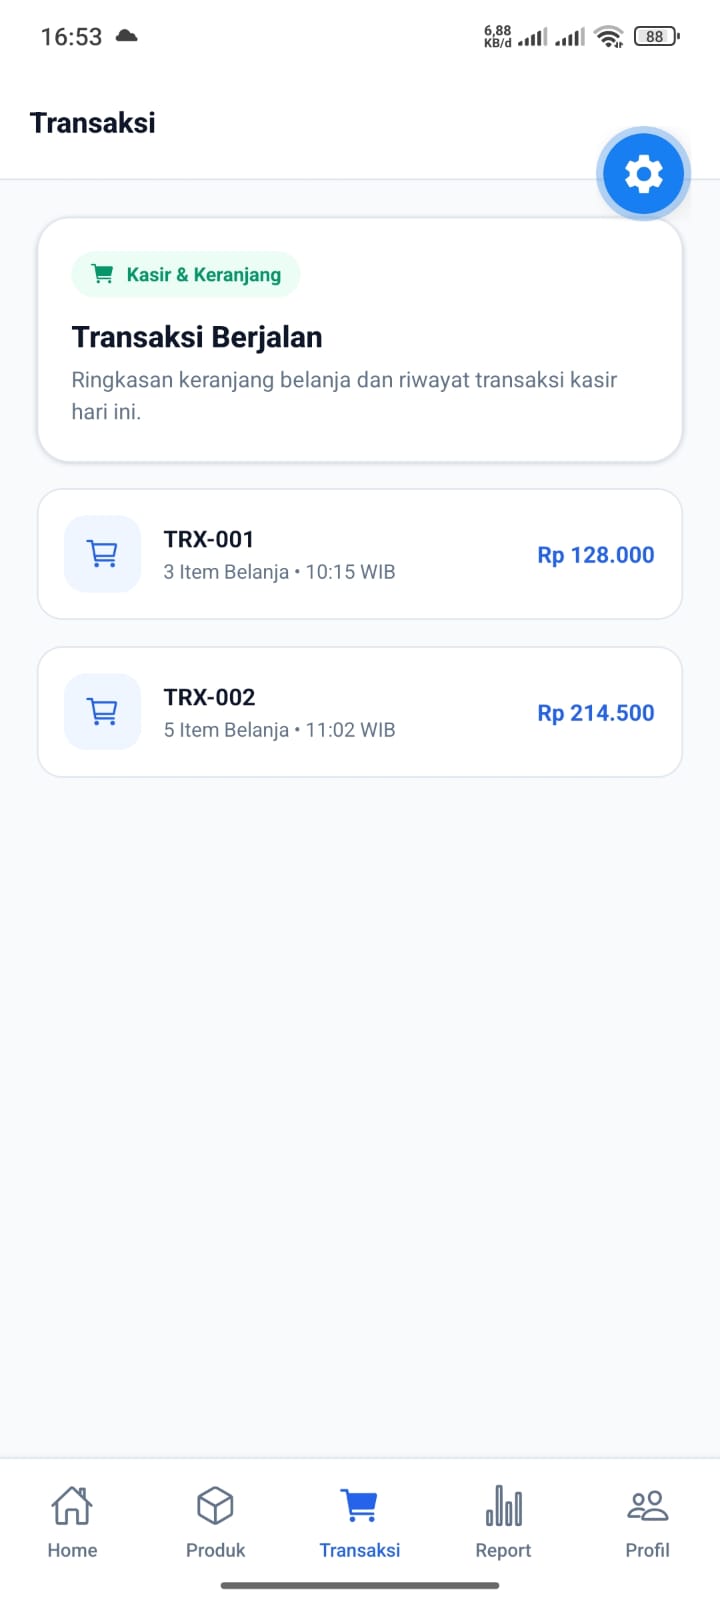 16:53
6,88
KB/d
88
Transaksi
Kasir & Keranjang
Transaksi Berjalan
Ringkasan keranjang belanja dan riwayat transaksi kasir
hari ini.
TRX-001
3 Item Belanja • 10:15 WIB
Rp 128.000
TRX-002
5 Item Belanja • 11:02 WIB
Rp 214.500
Home
Produk
Transaksi
Report
Profil